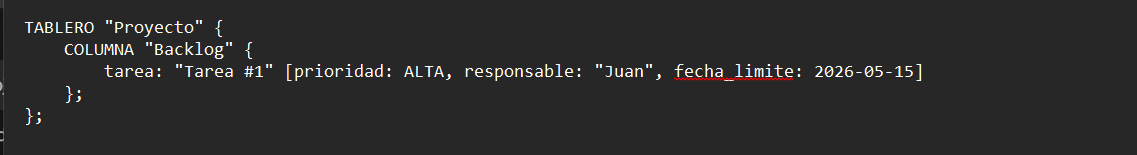 TABLERO "Proyecto" {
COLUMNA "Backlog" {
tarea: "Tarea #1" [prioridad: ALTA, responsable: "Juan", fecha_limite: 2026-05-15]
};
};